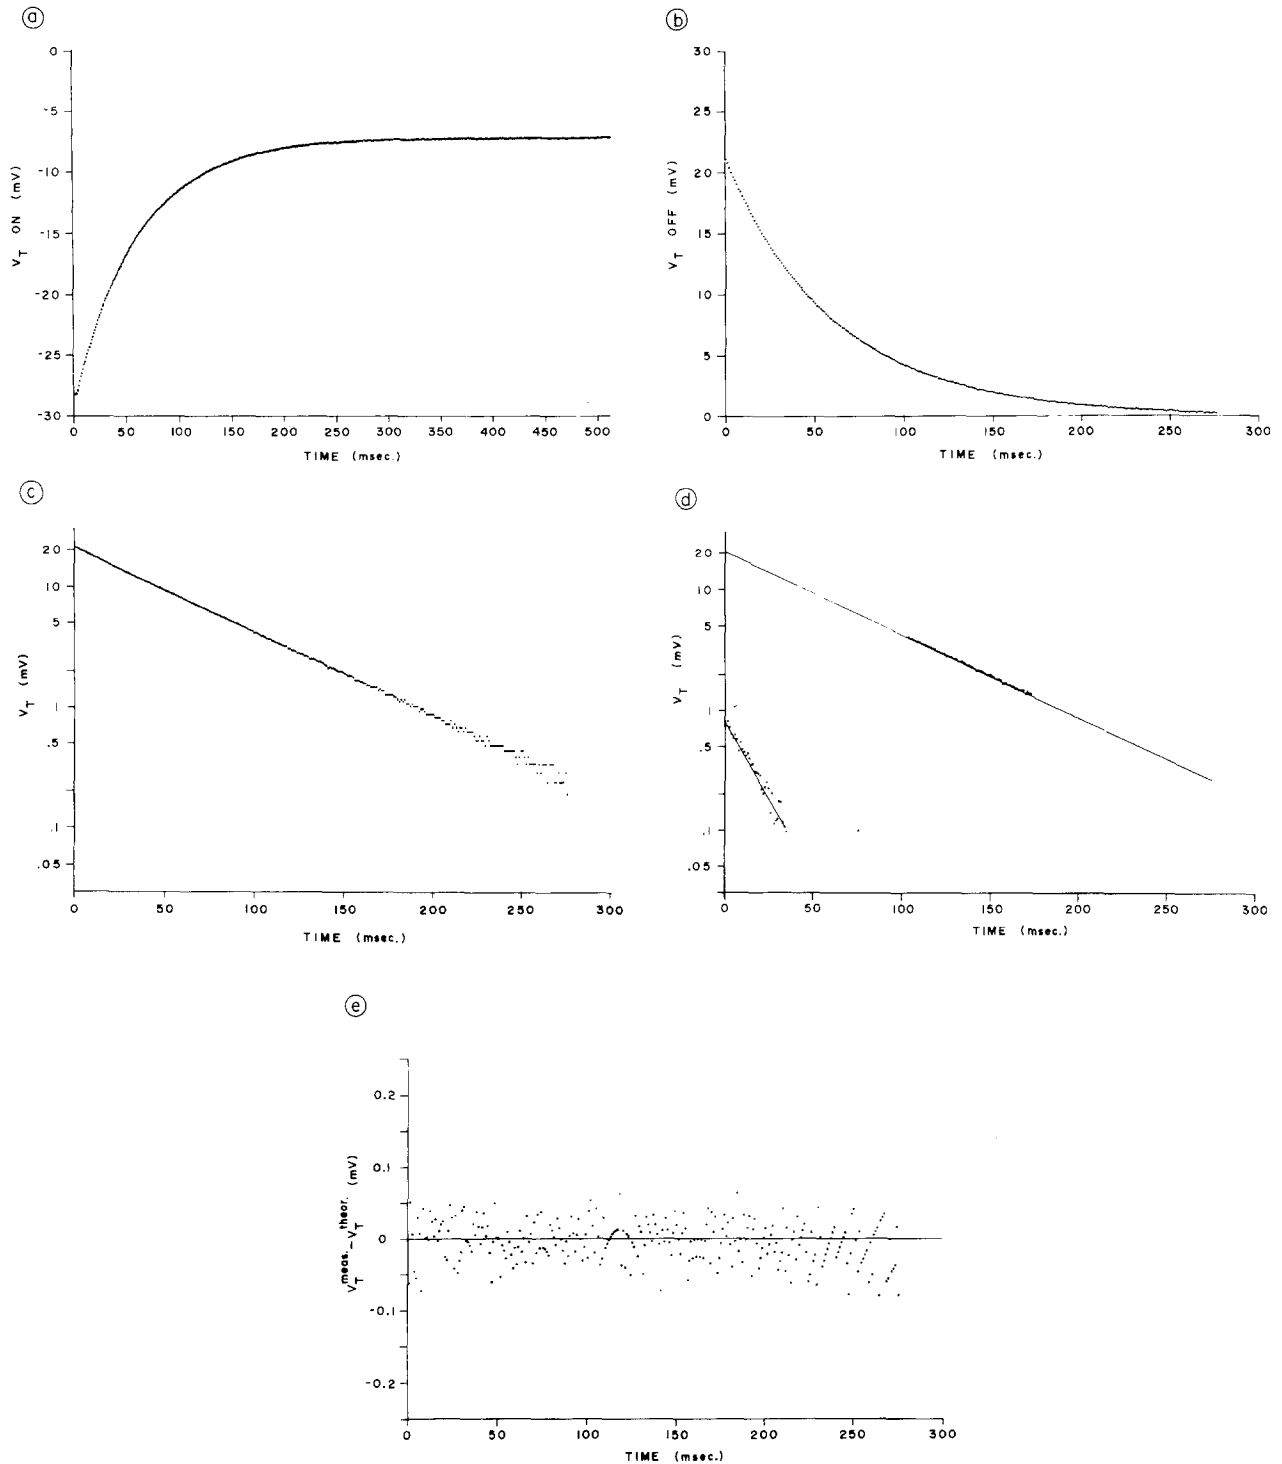 a
0
-5
-10
-15
-20
-25
-30
V_T ON (mV)
0 50 100 150 200 250 300 350 400 450 500
TIME (msec.)
b
30
25
20
15
10
5
0
V_T OFF (mV)
0 50 100 150 200 250 300
TIME (msec.)
c
20
10
5
1
.5
.1
.05
V_T (mV)
0 50 100 150 200 250 300
TIME (msec.)
d
20
10
5
1
.5
.1
.05
V_T (mV)
0 50 100 150 200 250 300
TIME (msec.)
e
0.2
0.1
0
-0.1
-0.2
V_T^meas. - V_T^theor. (mV)
0 50 100 150 200 250 300
TIME (msec.)